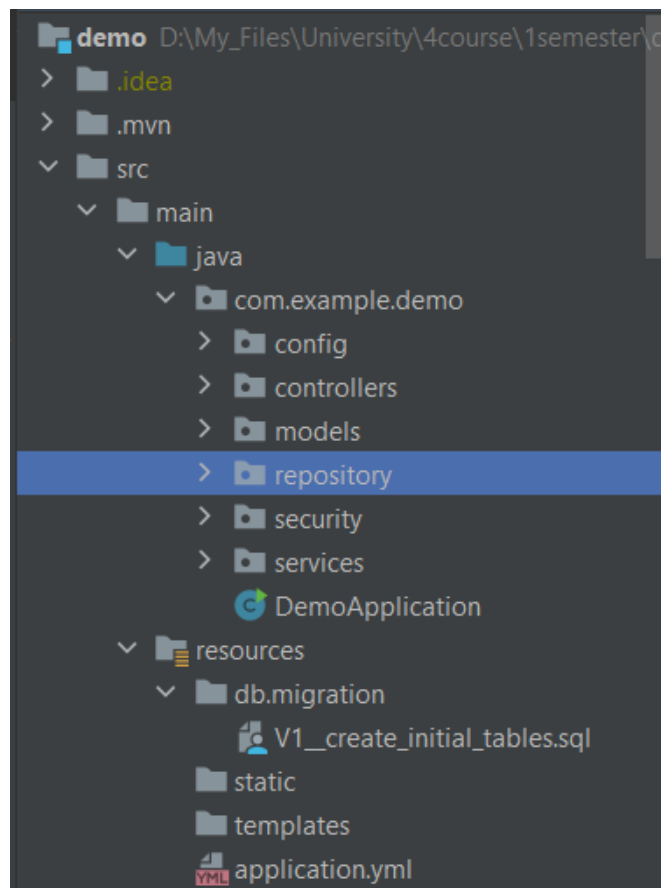 demo D:\My_Files\University\4course\1semester\
.idea
.mvn
src
main
java
com.example.demo
config
controllers
models
repository
security
services
C DemoApplication
resources
db.migration
V1__create_initial_tables.sql
static
templates
YML application.yml